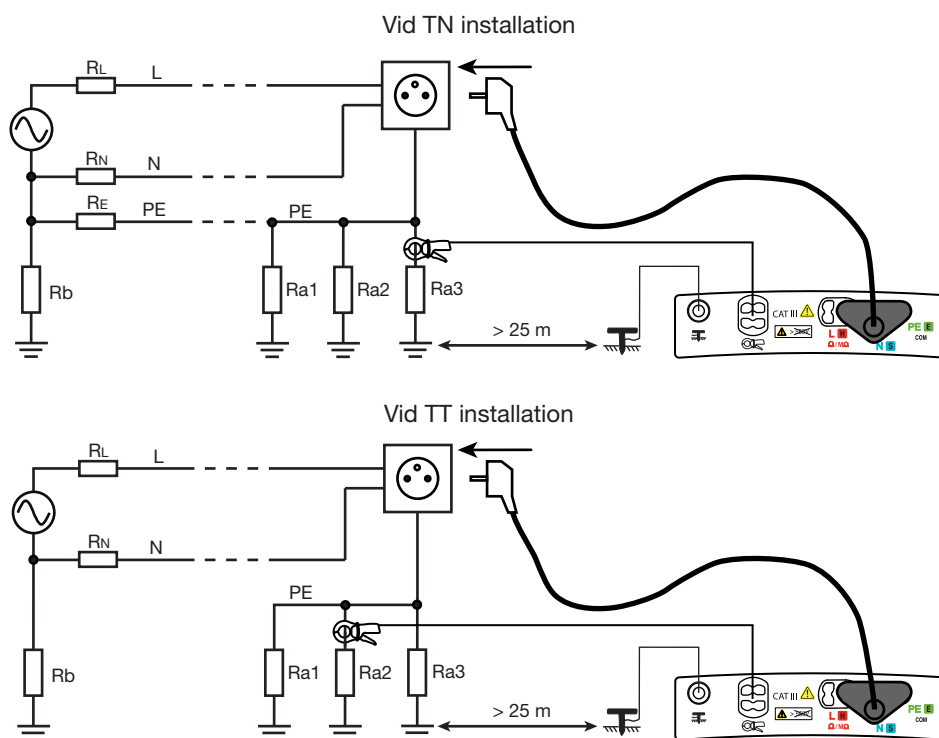 Vid TN installation
RL L
RN N
RE PE
PE
Rb
Ra1 Ra2 Ra3
> 25 m
CAT III
L H
Ω/MΩ
N S
PE E
COM
Vid TT installation
RL L
RN N
PE
Rb
Ra1 Ra2 Ra3
> 25 m
CAT III
L H
Ω/MΩ
N S
PE E
COM